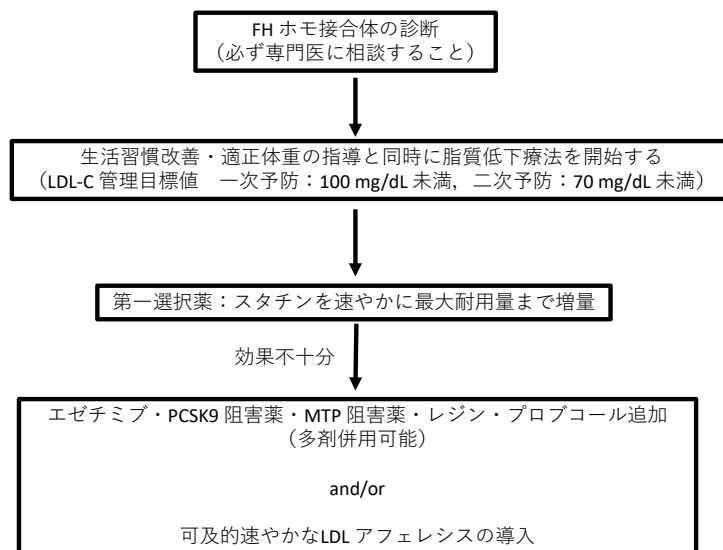 FH ホモ接合体の診断
（必ず専門医に相談すること）
生活習慣改善・適正体重の指導と同時に脂質低下療法を開始する
（LDL-C 管理目標値　一次予防：100 mg/dL 未満，二次予防：70 mg/dL 未満）
第一選択薬：スタチンを速やかに最大耐用量まで増量
効果不十分
エゼチミブ・PCSK9 阻害薬・MTP 阻害薬・レジン・プロブコール追加
（多剤併用可能）
and/or
可及的速やかなLDL アフェレシスの導入